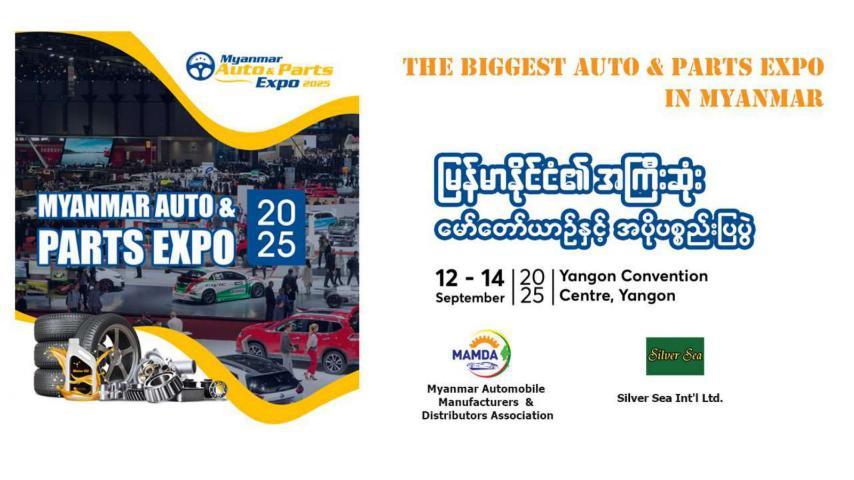 Myanmar
Auto & Parts
Expo 2025
MYANMAR AUTO &
PARTS EXPO
20
25
THE BIGGEST AUTO & PARTS EXPO
IN MYANMAR
မြန်မာနိုင်ငံ၏ အကြီးဆုံး
မော်တော်ယာဉ်နှင့် အပိုပစ္စည်းပြပွဲ
12 - 14
September
20
25
Yangon Convention
Centre, Yangon
MAMDA
Myanmar Automobile
Manufacturers &
Distributors Association
Silver Sea
Silver Sea Int'l Ltd.